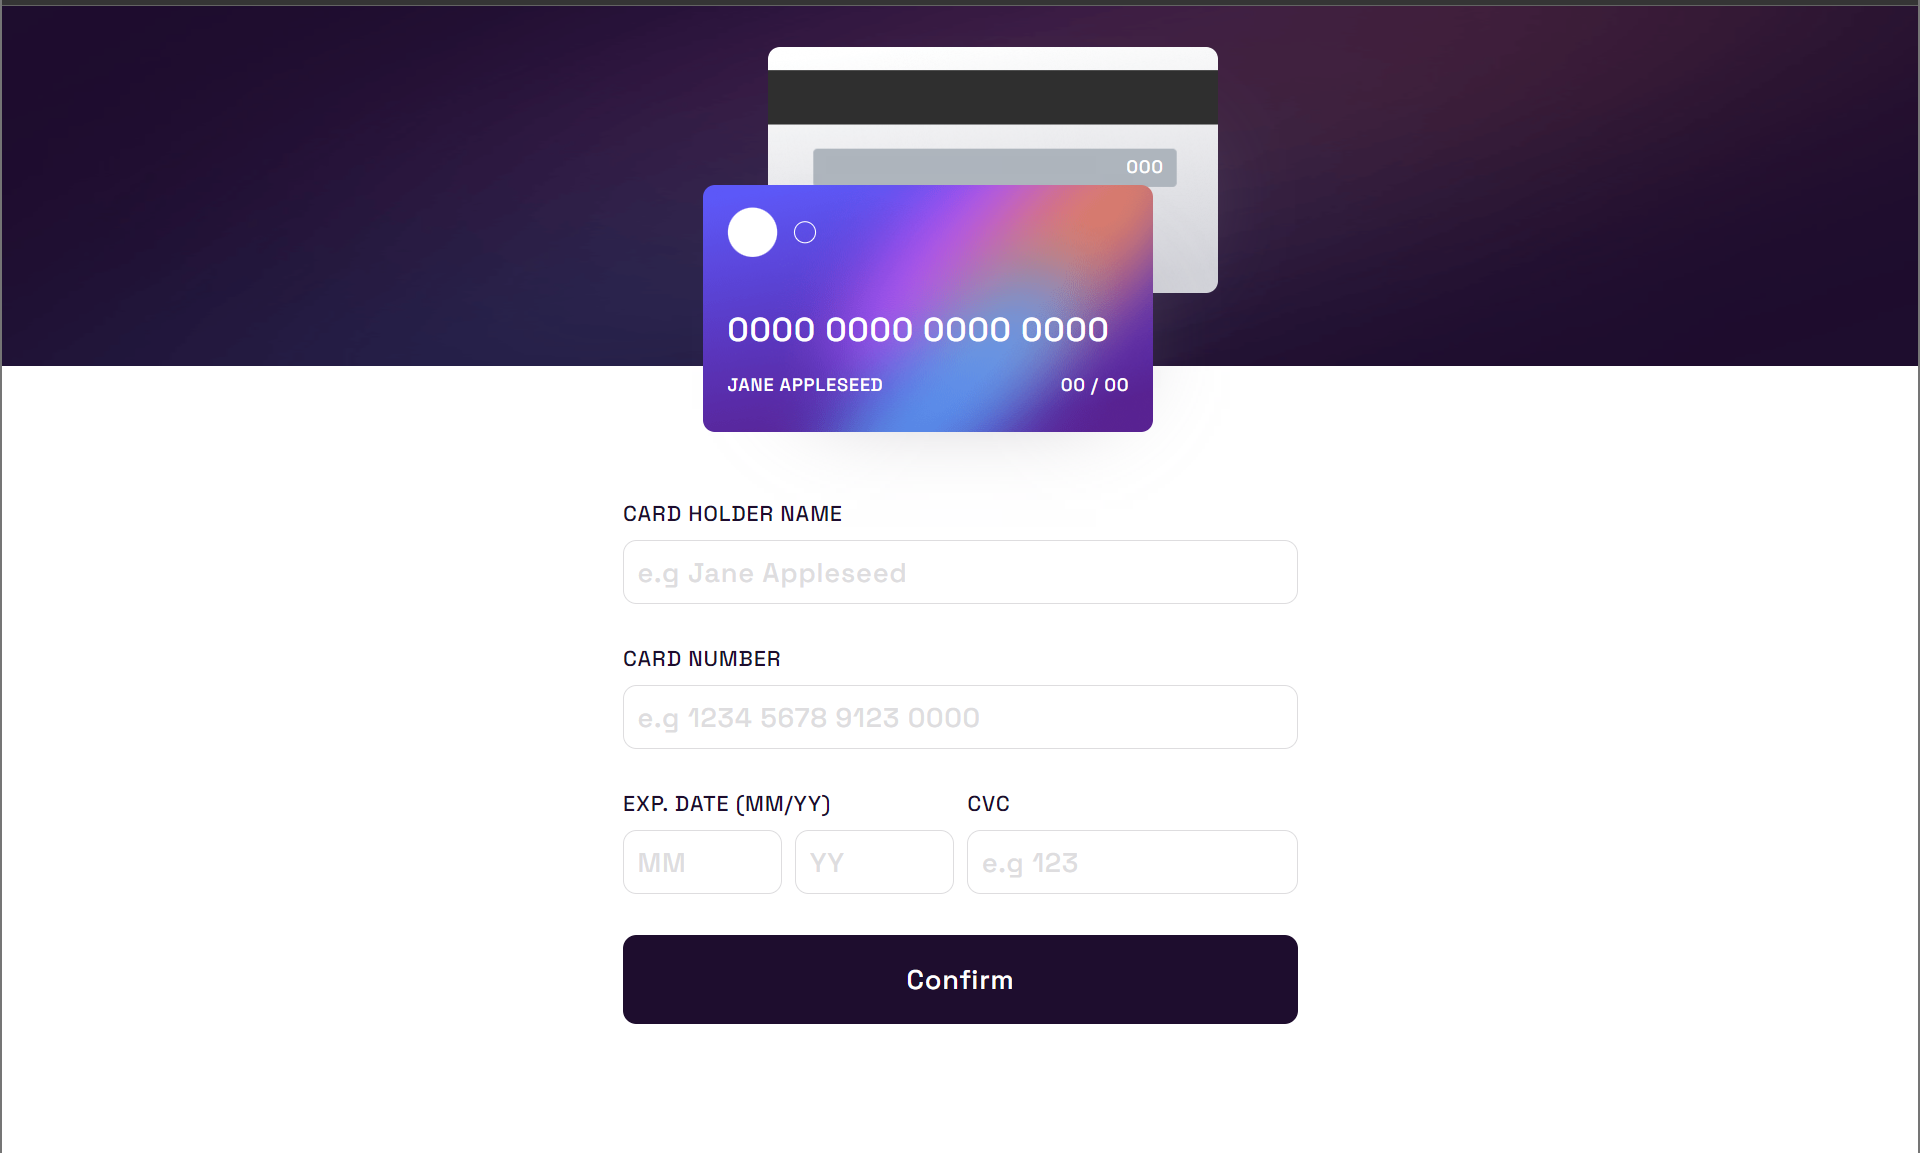 000
0000 0000 0000 0000
JANE APPLESEED 00 / 00
CARD HOLDER NAME
e.g Jane Appleseed
CARD NUMBER
e.g 1234 5678 9123 0000
EXP. DATE (MM/YY) CVC
MM YY e.g 123
Confirm